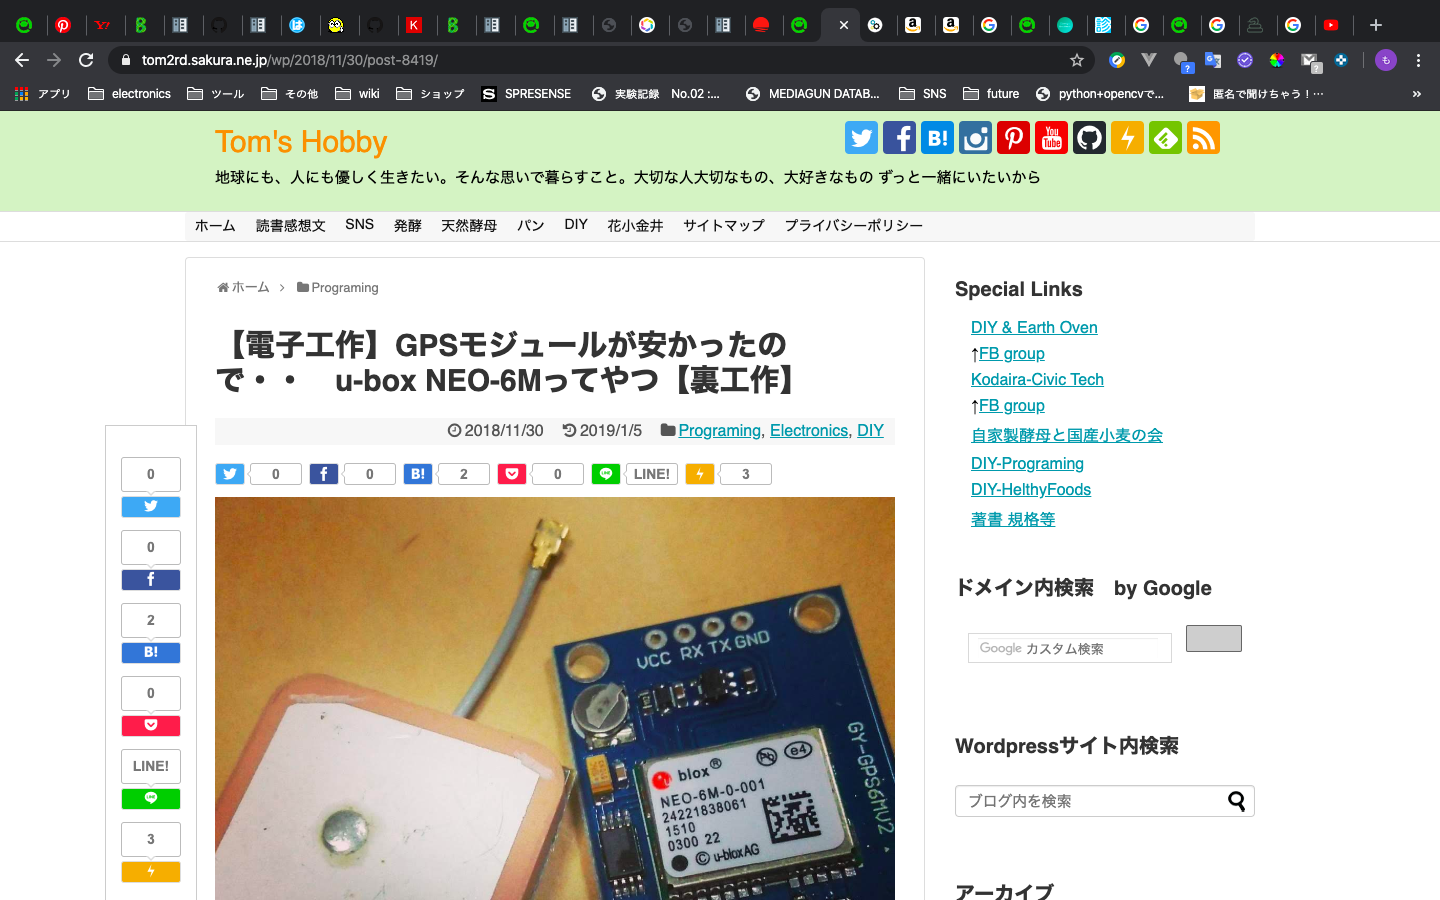 tom2rd.sakura.ne.jp/wp/2018/11/30/post-8419/
アプリ electronics ツール その他 wiki ショップ SPRESENSE 実験記録 No.02 :... MEDIAGUN DATAB... SNS future python+opencvで... 匿名で聞けちゃう！… »
Tom's Hobby
地球にも、人にも優しく生きたい。そんな思いで暮らすこと。大切な人大切なもの、大好きなもの ずっと一緒にいたいから
ホーム 読書感想文 SNS 発酵 天然酵母 パン DIY 花小金井 サイトマップ プライバシーポリシー
ホーム > Programing
【電子工作】GPSモジュールが安かったの
で・・ u-box NEO-6Mってやつ【裏工作】
2018/11/30 2019/1/5 Programing, Electronics, DIY
0 0 B! 2 0 LINE! 3
0
0
2
B!
0
LINE!
3
VCC RX TX GND
GY-GPS6MV2
u blox®
Pb e4
NEO-6M-0-001
24221838061
1510
0300 22
© u-blox AG
Special Links
DIY & Earth Oven
↑FB group
Kodaira-Civic Tech
↑FB group
自家製酵母と国産小麦の会
DIY-Programing
DIY-HelthyFoods
著書 規格等
ドメイン内検索 by Google
Google カスタム検索
Wordpressサイト内検索
ブログ内を検索
アーカイブ